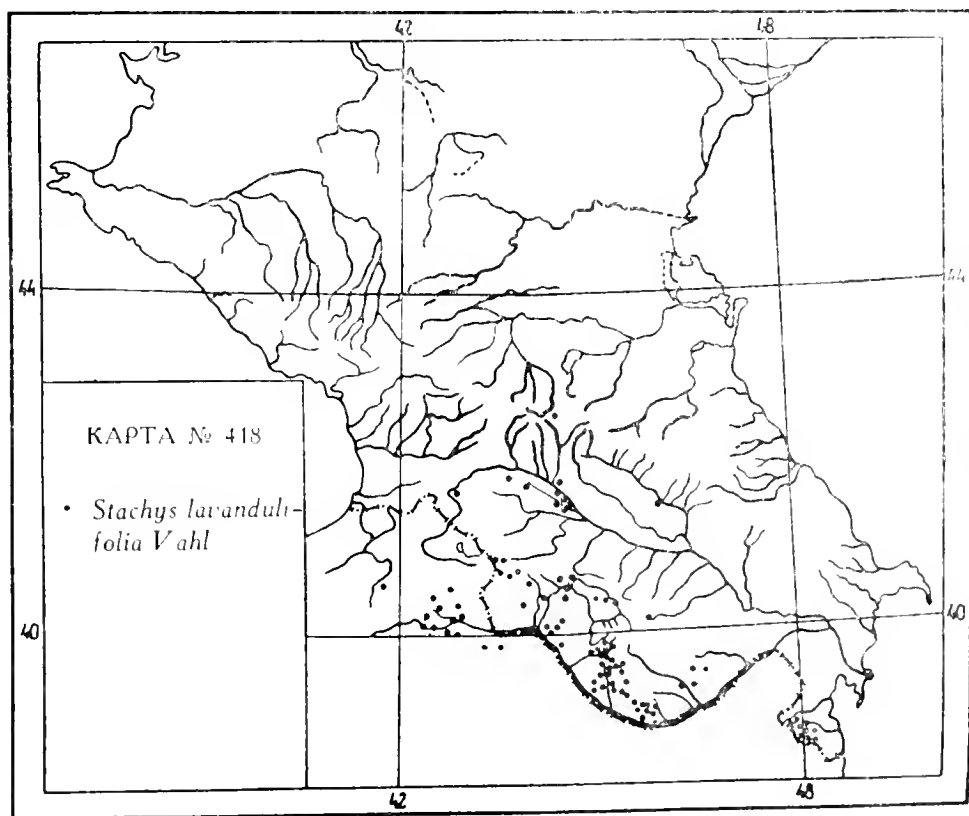 42 48
44 44
КАРТА № 418
• Stachys lavanduli-
folia Vahl
40 40
42 48